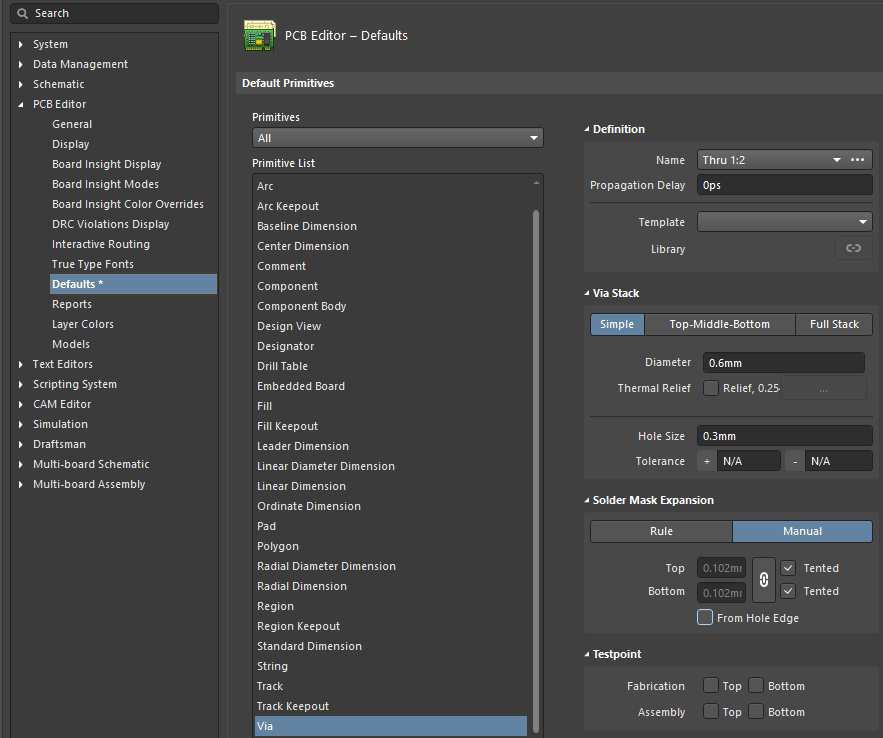 Search
System
Data Management
Schematic
PCB Editor
General
Display
Board Insight Display
Board Insight Modes
Board Insight Color Overrides
DRC Violations Display
Interactive Routing
True Type Fonts
Defaults *
Reports
Layer Colors
Models
Text Editors
Scripting System
CAM Editor
Simulation
Draftsman
Multi-board Schematic
Multi-board Assembly
PCB Editor – Defaults
Default Primitives
Primitives
All
Primitive List
Arc
Arc Keepout
Baseline Dimension
Center Dimension
Comment
Component
Component Body
Design View
Designator
Drill Table
Embedded Board
Fill
Fill Keepout
Leader Dimension
Linear Diameter Dimension
Linear Dimension
Ordinate Dimension
Pad
Polygon
Radial Diameter Dimension
Radial Dimension
Region
Region Keepout
Standard Dimension
String
Track
Track Keepout
Via
Definition
Name Thru 1:2 •••
Propagation Delay 0ps
Template
Library
Via Stack
Simple Top-Middle-Bottom Full Stack
Diameter 0.6mm
Thermal Relief Relief, 0.25 ...
Hole Size 0.3mm
Tolerance + N/A - N/A
Solder Mask Expansion
Rule Manual
Top 0.102mm Tented
Bottom 0.102mm Tented
From Hole Edge
Testpoint
Fabrication Top Bottom
Assembly Top Bottom